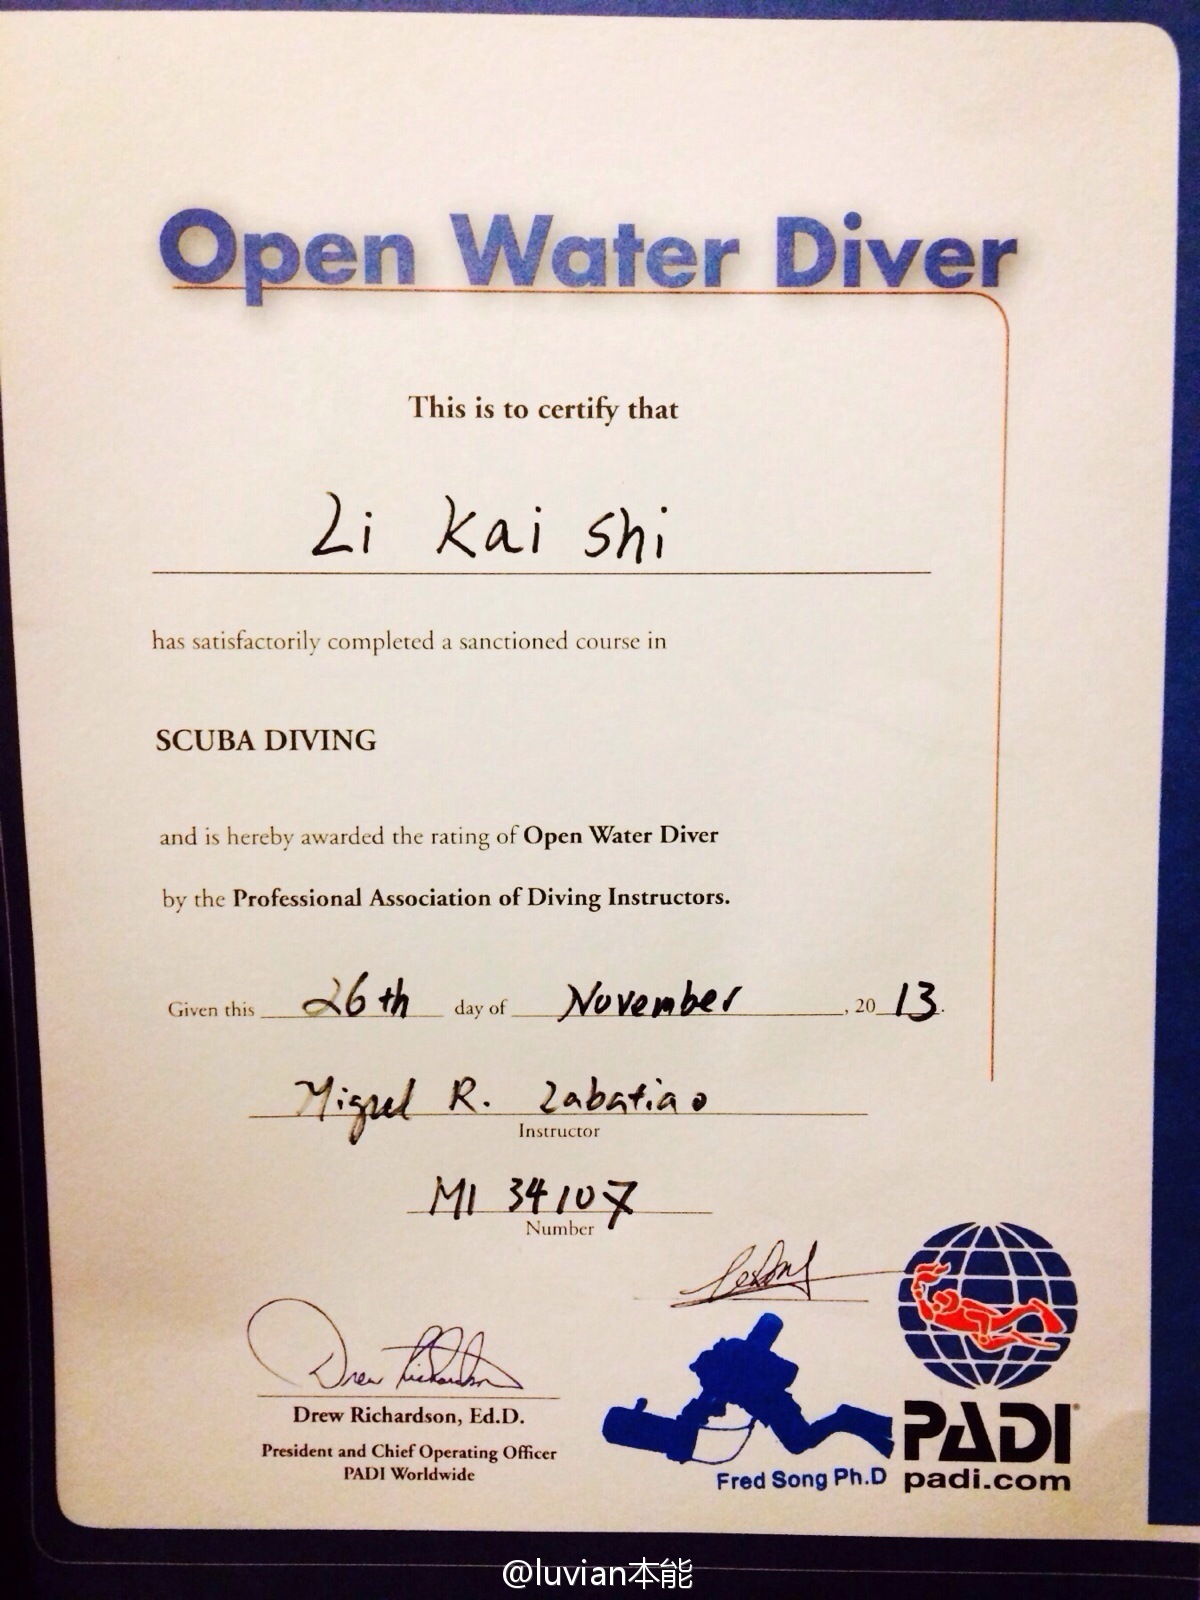 Open Water Diver
This is to certify that
Li Kai Shi
has satisfactorily completed a sanctioned course in
SCUBA DIVING
and is hereby awarded the rating of Open Water Diver
by the Professional Association of Diving Instructors.
Given this 26th day of November, 2013.
Miguel R. Zabatiao
Instructor
MI 34107
Number
Drew Richardson
Drew Richardson, Ed.D.
President and Chief Operating Officer
PADI Worldwide
Fred Song Ph.D
PADI
padi.com
@luvian本能